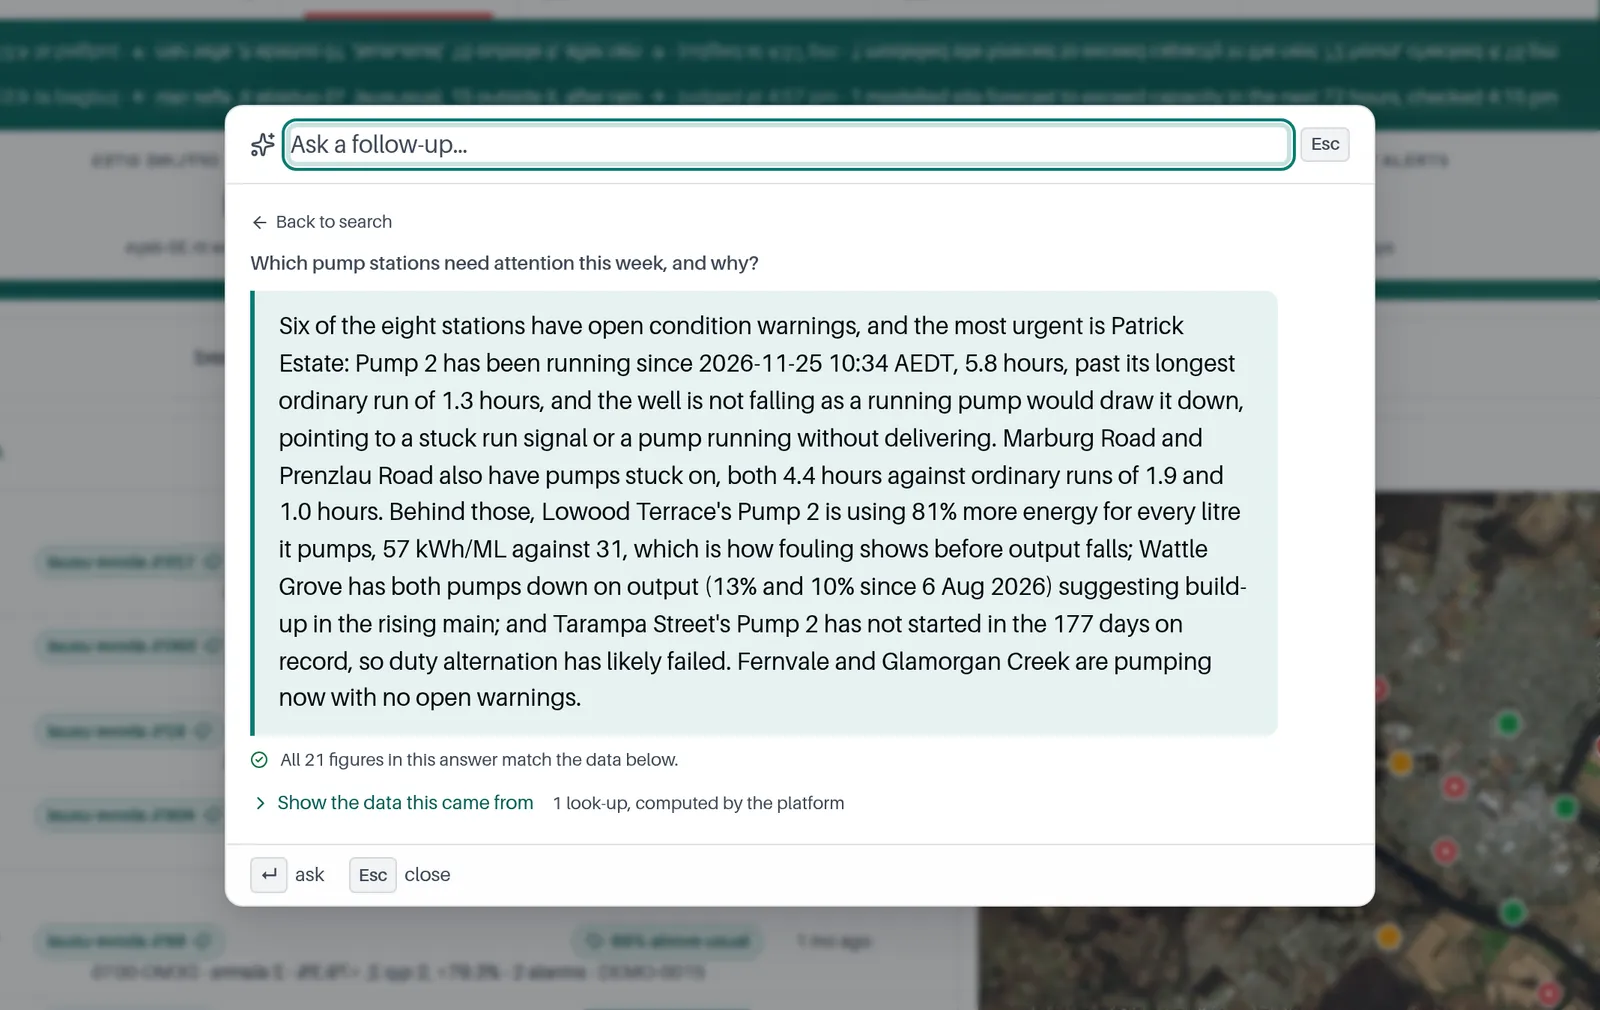 Ask a follow-up...
Esc
Back to search
Which pump stations need attention this week, and why?
Six of the eight stations have open condition warnings, and the most urgent is Patrick
Estate: Pump 2 has been running since 2026-11-25 10:34 AEDT, 5.8 hours, past its longest
ordinary run of 1.3 hours, and the well is not falling as a running pump would draw it down,
pointing to a stuck run signal or a pump running without delivering. Marburg Road and
Prenzlau Road also have pumps stuck on, both 4.4 hours against ordinary runs of 1.9 and
1.0 hours. Behind those, Lowood Terrace's Pump 2 is using 81% more energy for every litre
it pumps, 57 kWh/ML against 31, which is how fouling shows before output falls; Wattle
Grove has both pumps down on output (13% and 10% since 6 Aug 2026) suggesting build-
up in the rising main; and Tarampa Street's Pump 2 has not started in the 177 days on
record, so duty alternation has likely failed. Fernvale and Glamorgan Creek are pumping
now with no open warnings.
All 21 figures in this answer match the data below.
Show the data this came from 1 look-up, computed by the platform
ask Esc close
ALERTS
1 mo ago